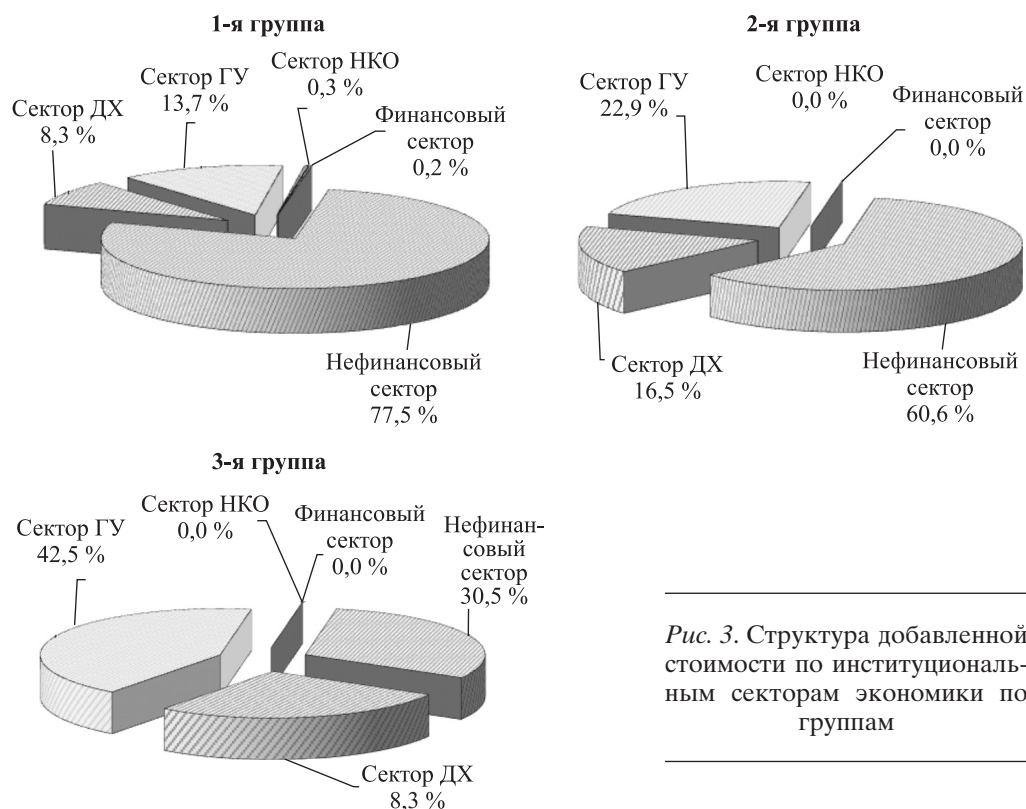 1-я группа
Сектор ДХ
8,3 %
Сектор ГУ
13,7 %
Сектор НКО
0,3 %
Финансовый
сектор
0,2 %
Нефинансовый
сектор
77,5 %
2-я группа
Сектор ГУ
22,9 %
Сектор НКО
0,0 %
Финансовый
сектор
0,0 %
Сектор ДХ
16,5 %
Нефинансовый
сектор
60,6 %
3-я группа
Сектор ГУ
42,5 %
Сектор НКО
0,0 %
Финансовый
сектор
0,0 %
Нефинан-
совый
сектор
30,5 %
Сектор ДХ
8,3 %
Рис. 3. Структура добавленной
стоимости по институциональ-
ным секторам экономики по
группам